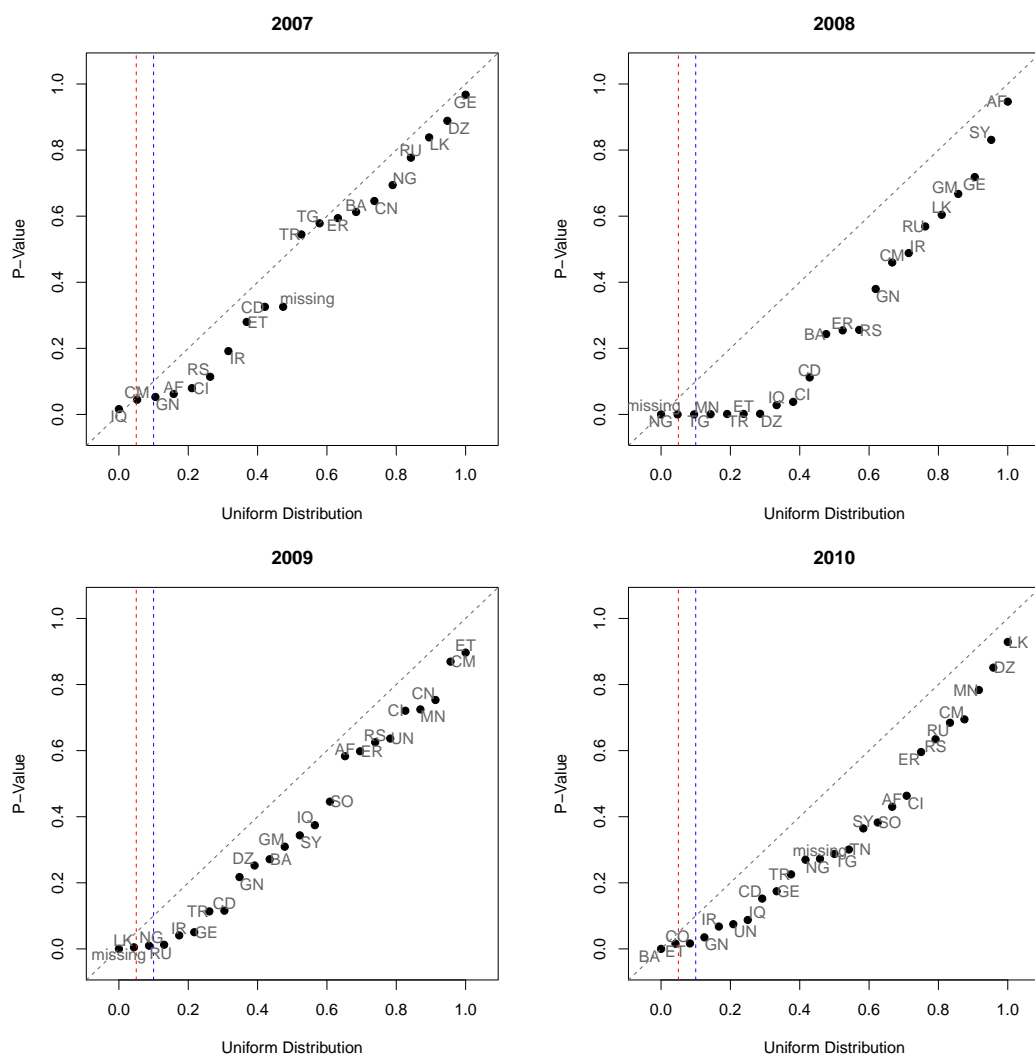 2007
P−Value
0.0 0.2 0.4 0.6 0.8 1.0
IQ
CM
GN
AF
CI
RS
IR
ET
CD
missing
TR
TG
ER
BA
CN
NG
RU
LK
DZ
GE
0.0 0.2 0.4 0.6 0.8 1.0
Uniform Distribution
2008
P−Value
0.0 0.2 0.4 0.6 0.8 1.0
missing
NG
TG
MN
TR
ET
DZ
IQ
CI
CD
BA
ER
RS
GN
CM
IR
RU
LK
GM
GE
SY
AF
0.0 0.2 0.4 0.6 0.8 1.0
Uniform Distribution
2009
P−Value
0.0 0.2 0.4 0.6 0.8 1.0
missing
LK
NG
RU
IR
GE
TR
CD
GN
DZ
BA
GM
SY
IQ
SO
AF
ER
RS
UN
CI
MN
CN
CM
ET
0.0 0.2 0.4 0.6 0.8 1.0
Uniform Distribution
2010
P−Value
0.0 0.2 0.4 0.6 0.8 1.0
BA
ET
CO
GN
IR
UN
IQ
CD
GE
TR
NG
missing
TG
TN
SY
SO
AF
CI
ER
RS
RU
CM
MN
DZ
LK
0.0 0.2 0.4 0.6 0.8 1.0
Uniform Distribution